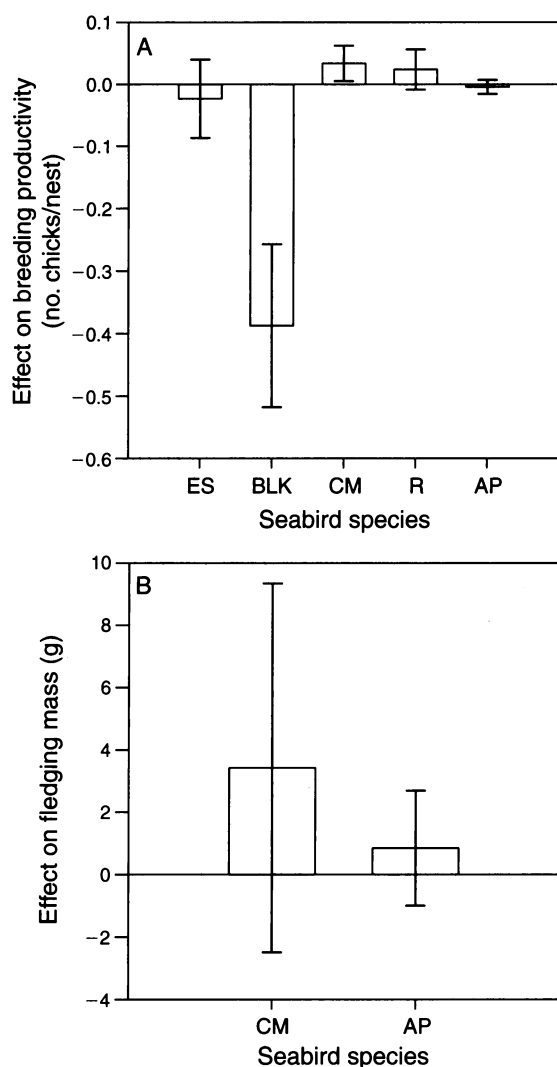 A
0.1
0.0
−0.1
−0.2
−0.3
−0.4
−0.5
−0.6
Effect on breeding productivity
(no. chicks/nest)
ES BLK CM R AP
Seabird species
B
10
8
6
4
2
0
−2
−4
Effect on fledging mass (g)
CM AP
Seabird species